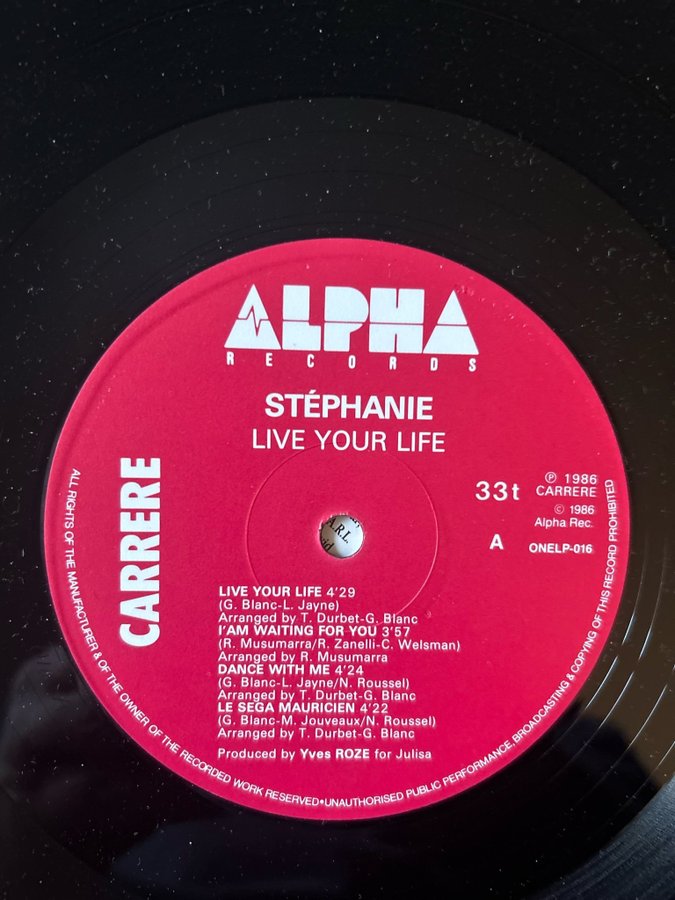 ALPHA
RECORDS
STÉPHANIE
LIVE YOUR LIFE
CARRERE
33t
℗ 1986
CARRERE
© 1986
Alpha Rec.
A
ONELP-016
A.R.L.
LIVE YOUR LIFE 4'29
(G. Blanc-L. Jayne)
Arranged by T. Durbet-G. Blanc
I'AM WAITING FOR YOU 3'57
(R. Musumarra/R. Zanelli-C. Welsman)
Arranged by R. Musumarra
DANCE WITH ME 4'24
(G. Blanc-L. Jayne/N. Roussel)
Arranged by T. Durbet-G. Blanc
LE SEGA MAURICIEN 4'22
(G. Blanc-M. Jouveaux/N. Roussel)
Arranged by T. Durbet-G. Blanc
Produced by Yves ROZE for Julisa
ALL RIGHTS OF THE MANUFACTURER & OF THE OWNER OF THE RECORDED WORK RESERVED•UNAUTHORISED PUBLIC PERFORMANCE, BROADCASTING & COPYING OF THIS RECORD PROHIBITED